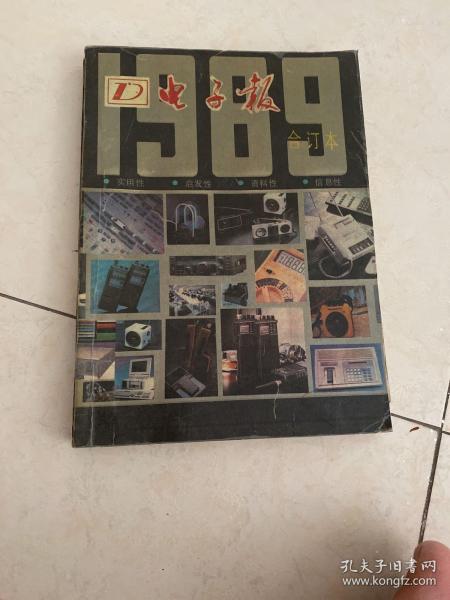 1989
D 电子报
合订本
• 实用性 • 启发性 • 资料性 • 信息性
孔夫子旧书网
www.kongfz.com